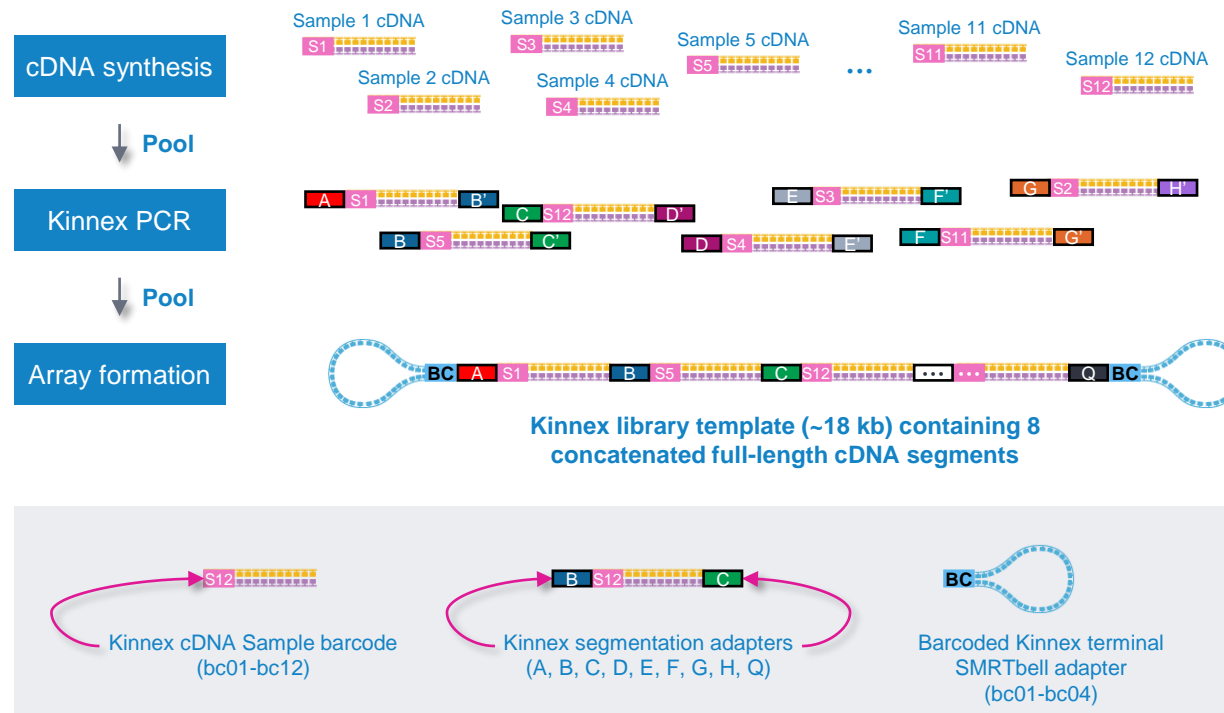 cDNA synthesis
Sample 1 cDNA
S1
Sample 2 cDNA
S2
Sample 3 cDNA
S3
Sample 4 cDNA
S4
Sample 5 cDNA
S5
...
Sample 11 cDNA
S11
Sample 12 cDNA
S12
Pool
Kinnex PCR
A S1 B'
B S5 C'
C S12 D'
D S4 E'
E S3 F'
F S11 G'
G S2 H'
Pool
Array formation
BC A S1 B S5 C S12 ... ... Q BC
Kinnex library template (~18 kb) containing 8
concatenated full-length cDNA segments
S12
Kinnex cDNA Sample barcode
(bc01-bc12)
B S12 C
Kinnex segmentation adapters
(A, B, C, D, E, F, G, H, Q)
BC
Barcoded Kinnex terminal
SMRTbell adapter
(bc01-bc04)